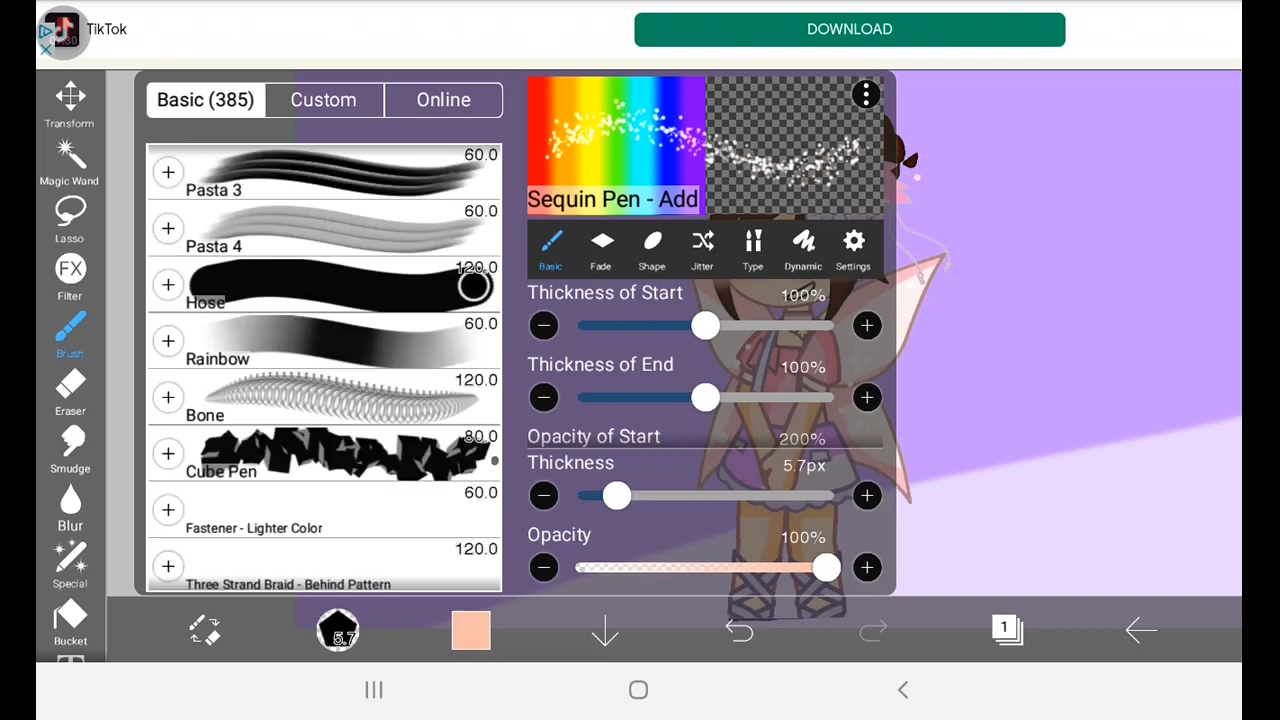 TikTok
DOWNLOAD
Transform
Magic Wand
Lasso
FX
Filter
Brush
Eraser
Smudge
Blur
Special
Bucket
Basic (385)
Custom
Online
60.0
Pasta 3
60.0
Pasta 4
120.0
Hose
60.0
Rainbow
120.0
Bone
80.0
Cube Pen
60.0
Fastener - Lighter Color
120.0
Three Strand Braid - Behind Pattern
Sequin Pen - Add
Basic
Fade
Shape
Jitter
Type
Dynamic
Settings
Thickness of Start
100%
Thickness of End
100%
Opacity of Start
200%
Thickness
5.7px
Opacity
100%
5.7
1